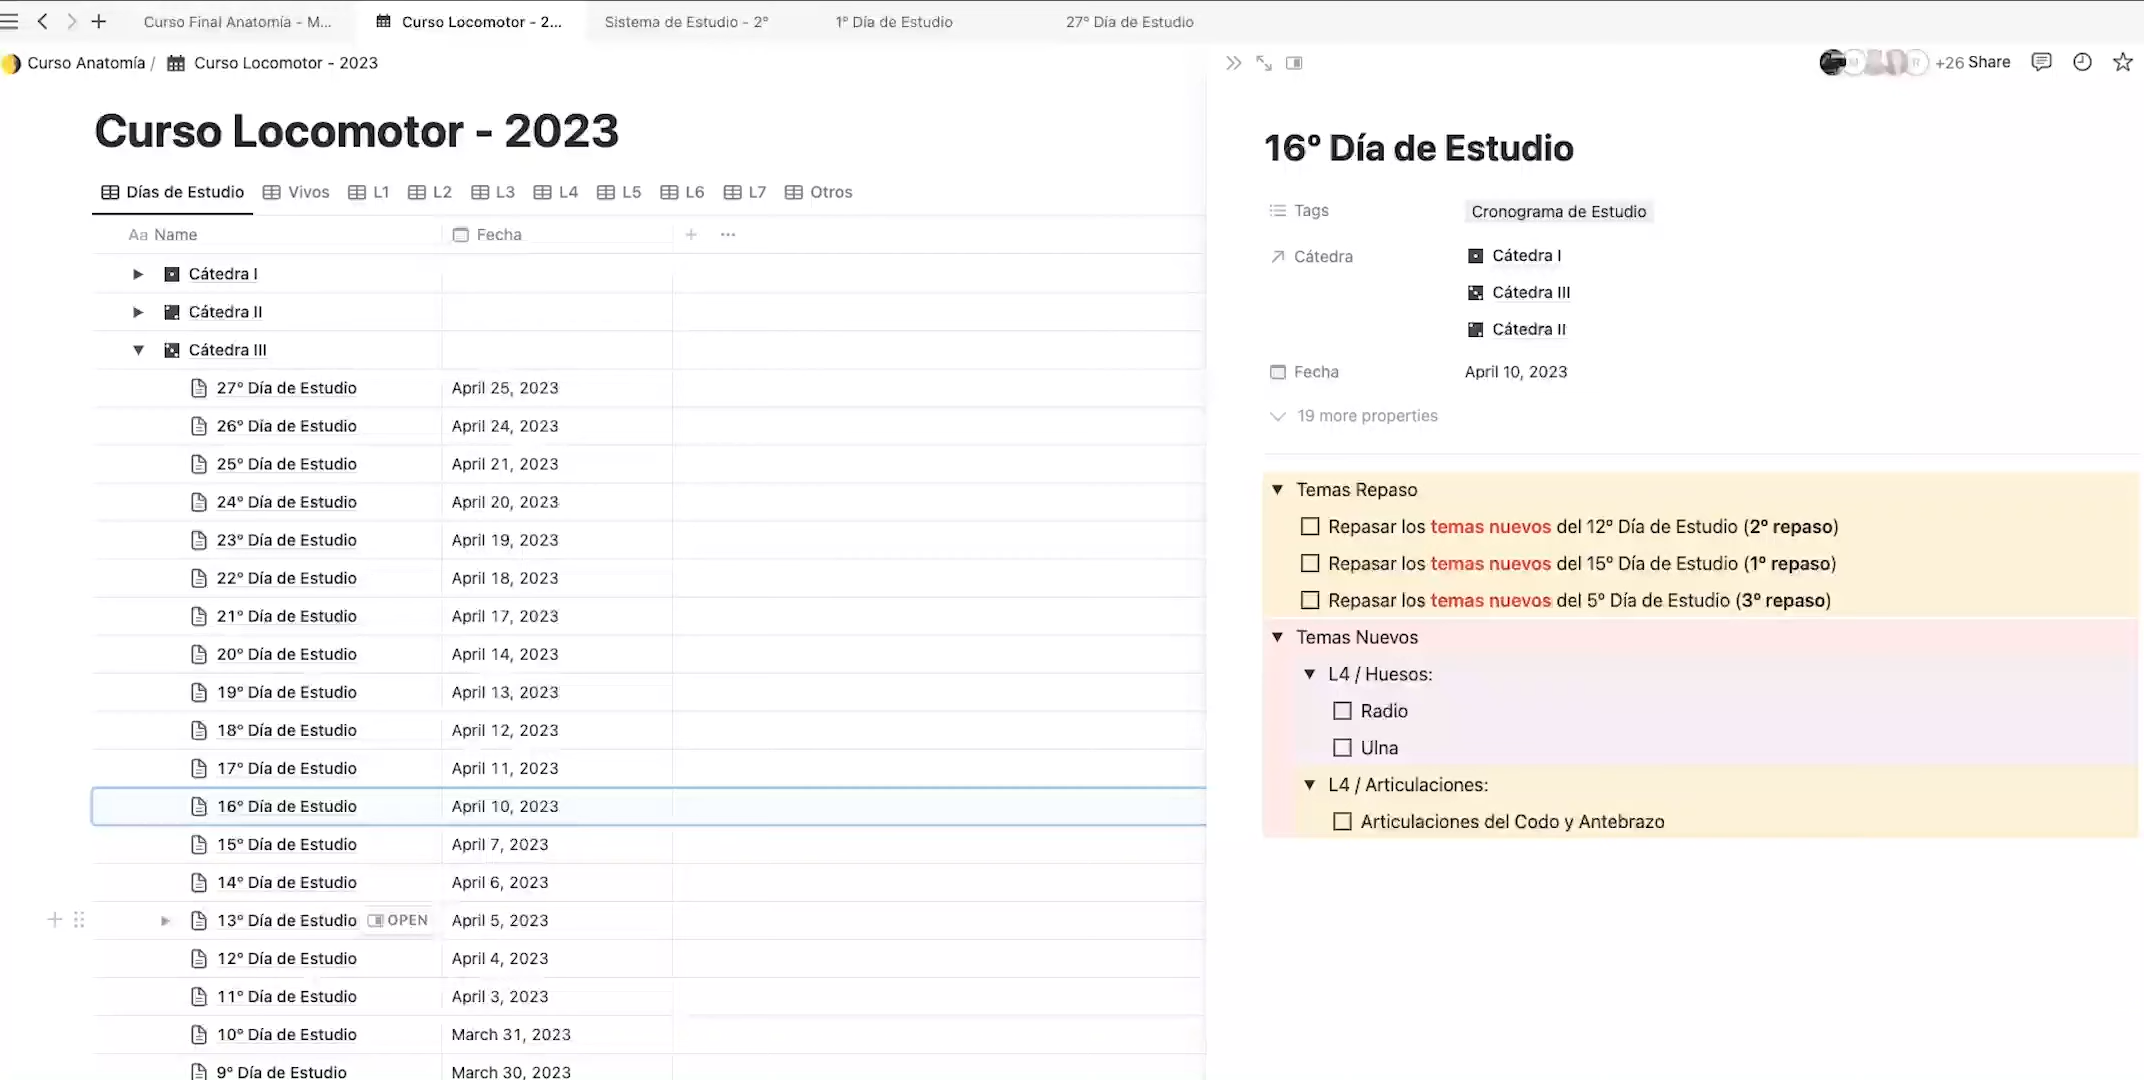 Curso Final Anatomía - M...
Curso Locomotor - 2...
Sistema de Estudio - 2°
1° Día de Estudio
27° Día de Estudio
Curso Anatomía / Curso Locomotor - 2023
+26 Share
Curso Locomotor - 2023
Días de Estudio Vivos L1 L2 L3 L4 L5 L6 L7 Otros
Aa Name Fecha
Cátedra I
Cátedra II
Cátedra III
27° Día de Estudio April 25, 2023
26° Día de Estudio April 24, 2023
25° Día de Estudio April 21, 2023
24° Día de Estudio April 20, 2023
23° Día de Estudio April 19, 2023
22° Día de Estudio April 18, 2023
21° Día de Estudio April 17, 2023
20° Día de Estudio April 14, 2023
19° Día de Estudio April 13, 2023
18° Día de Estudio April 12, 2023
17° Día de Estudio April 11, 2023
16° Día de Estudio April 10, 2023
15° Día de Estudio April 7, 2023
14° Día de Estudio April 6, 2023
13° Día de Estudio OPEN April 5, 2023
12° Día de Estudio April 4, 2023
11° Día de Estudio April 3, 2023
10° Día de Estudio March 31, 2023
9° Día de Estudio March 30, 2023
16° Día de Estudio
Tags Cronograma de Estudio
Cátedra Cátedra I
Cátedra III
Cátedra II
Fecha April 10, 2023
19 more properties
Temas Repaso
Repasar los temas nuevos del 12° Día de Estudio (2° repaso)
Repasar los temas nuevos del 15° Día de Estudio (1° repaso)
Repasar los temas nuevos del 5° Día de Estudio (3° repaso)
Temas Nuevos
L4 / Huesos:
Radio
Ulna
L4 / Articulaciones:
Articulaciones del Codo y Antebrazo